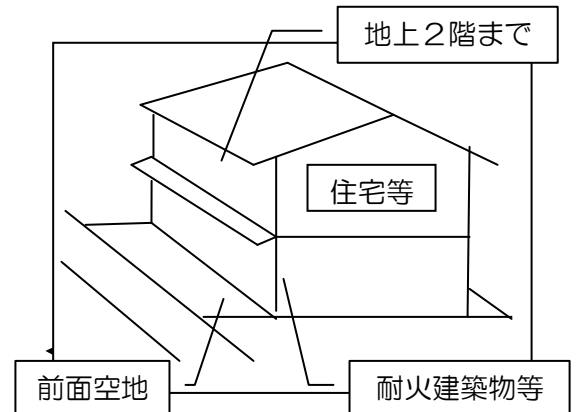 地上２階まで
住宅等
前面空地
耐火建築物等